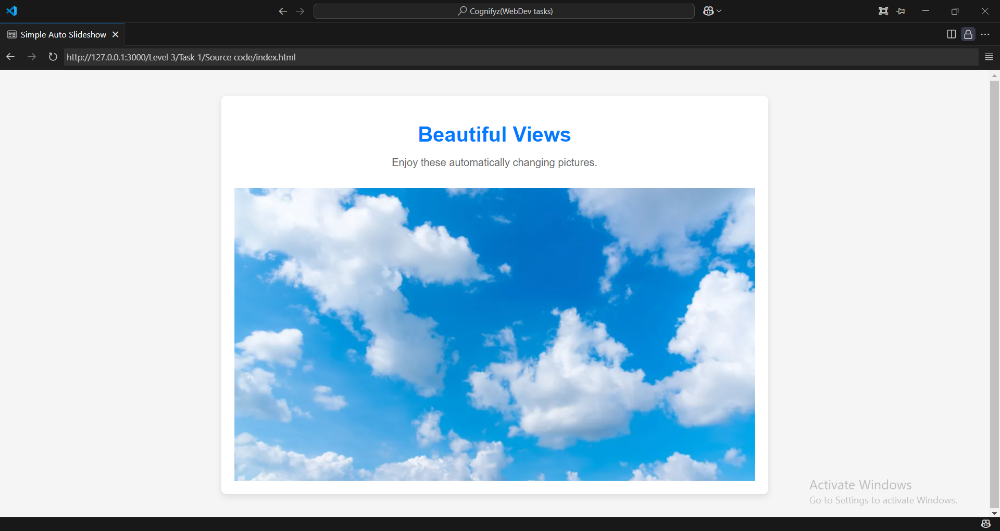 Cognifyz(WebDev tasks)
Simple Auto Slideshow
http://127.0.0.1:3000/Level 3/Task 1/Source code/index.html
Beautiful Views
Enjoy these automatically changing pictures.
Activate Windows
Go to Settings to activate Windows.